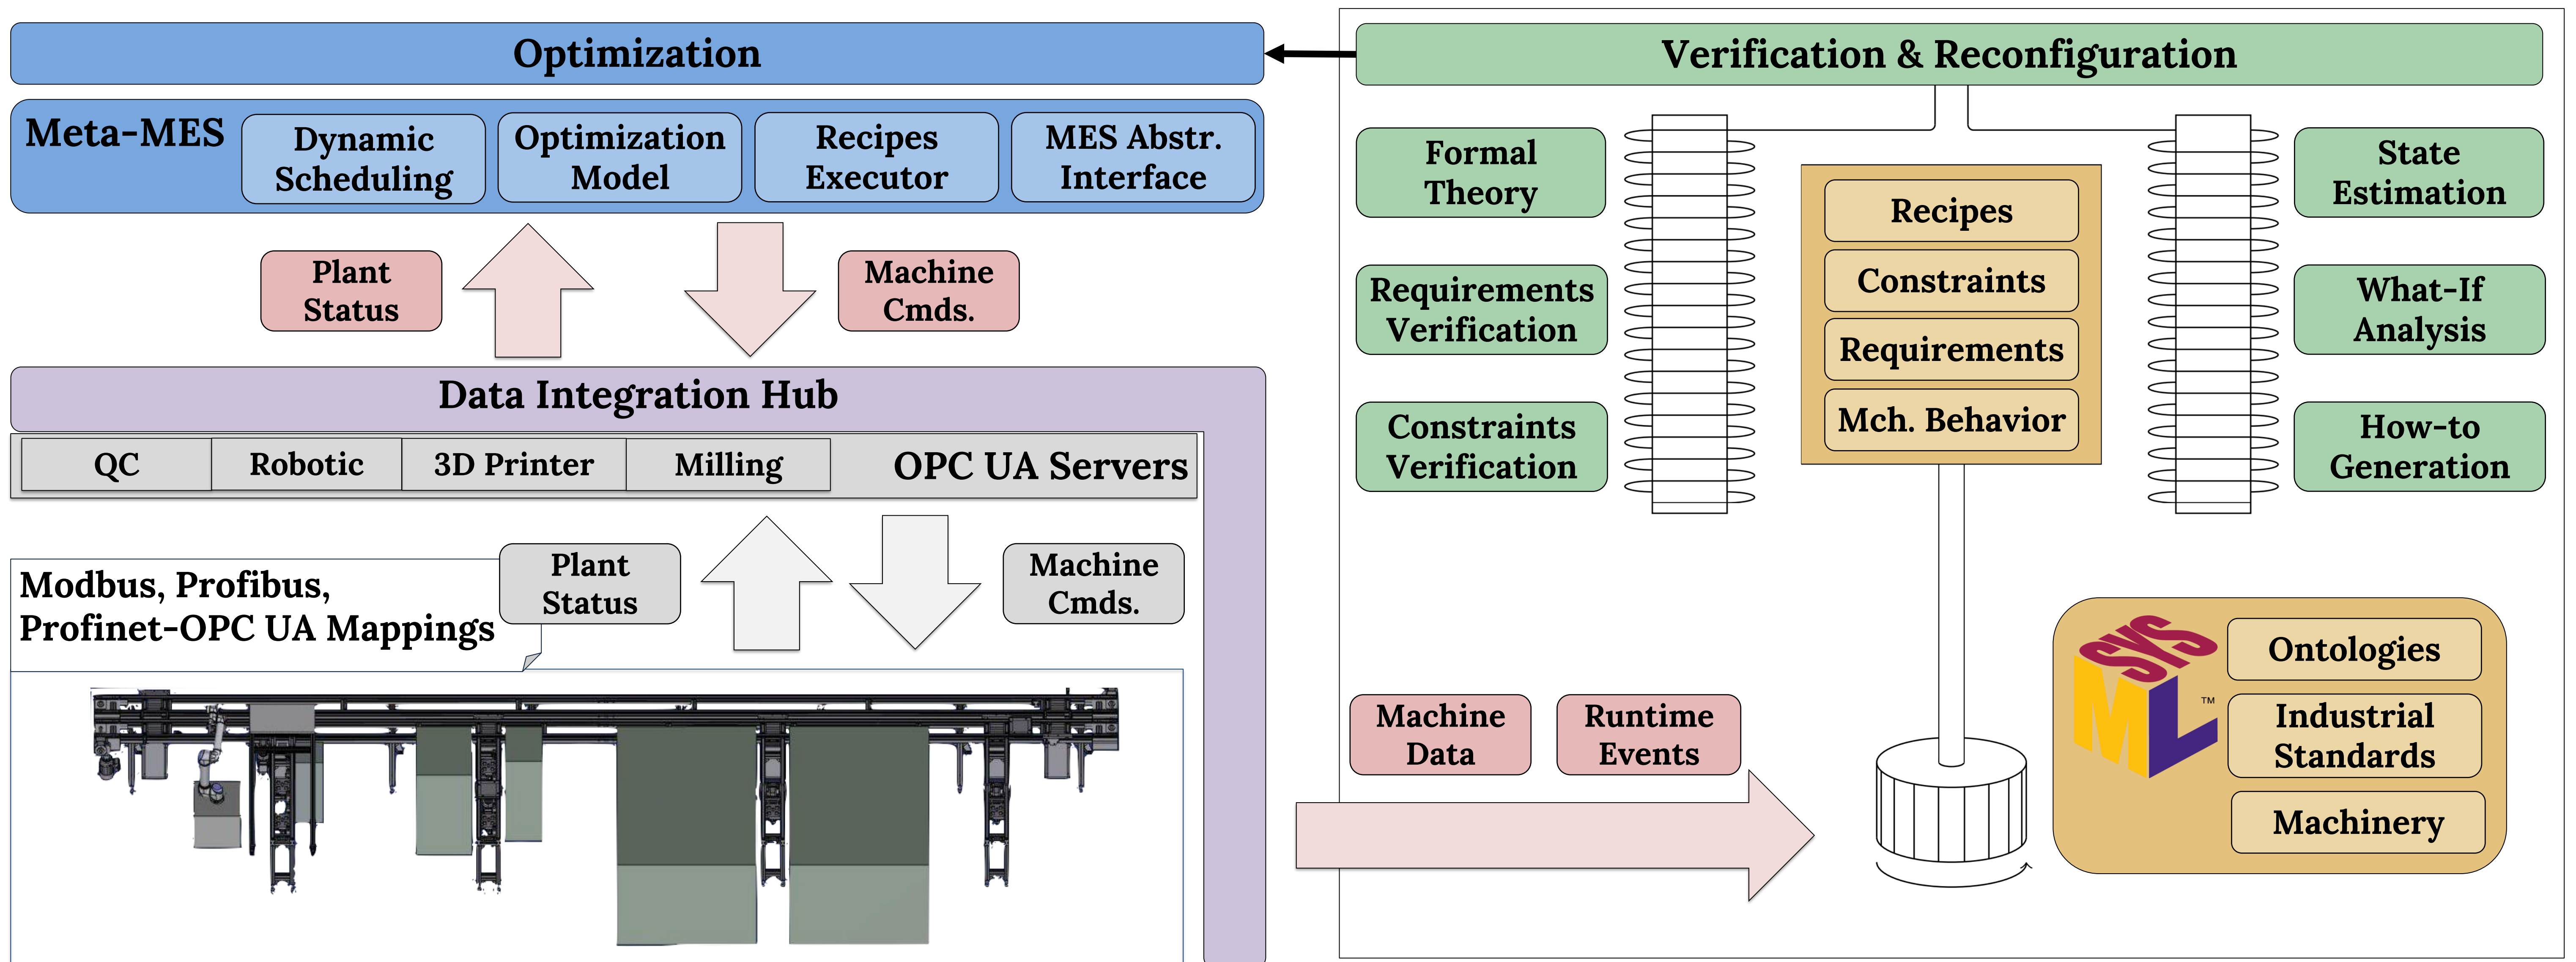 Optimization
Meta-MES
Dynamic
Scheduling
Optimization
Model
Recipes
Executor
MES Abstr.
Interface
Plant
Status
Machine
Cmds.
Data Integration Hub
QC
Robotic
3D Printer
Milling
OPC UA Servers
Modbus, Profibus,
Profinet-OPC UA Mappings
Plant
Status
Machine
Cmds.
Verification & Reconfiguration
Formal
Theory
Requirements
Verification
Constraints
Verification
Recipes
Constraints
Requirements
Mch. Behavior
State
Estimation
What-If
Analysis
How-to
Generation
Machine
Data
Runtime
Events
SYS
ML
TM
Ontologies
Industrial
Standards
Machinery